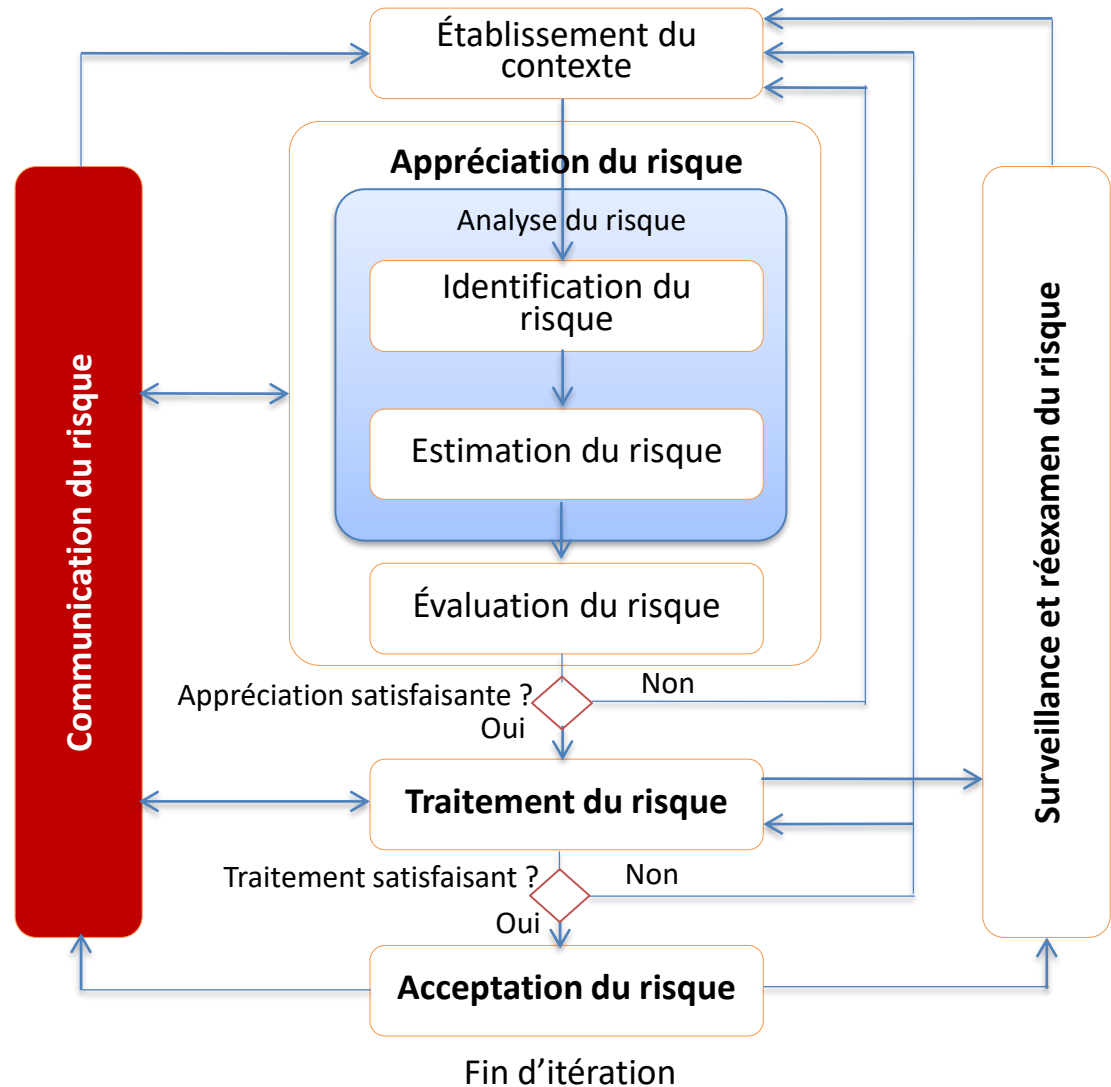 Établissement du
contexte
Appréciation du risque
Analyse du risque
Identification du
risque
Estimation du risque
Évaluation du risque
Appréciation satisfaisante ?
Non
Oui
Traitement du risque
Traitement satisfaisant ?
Non
Oui
Acceptation du risque
Fin d’itération
Communication du risque
Surveillance et réexamen du risque